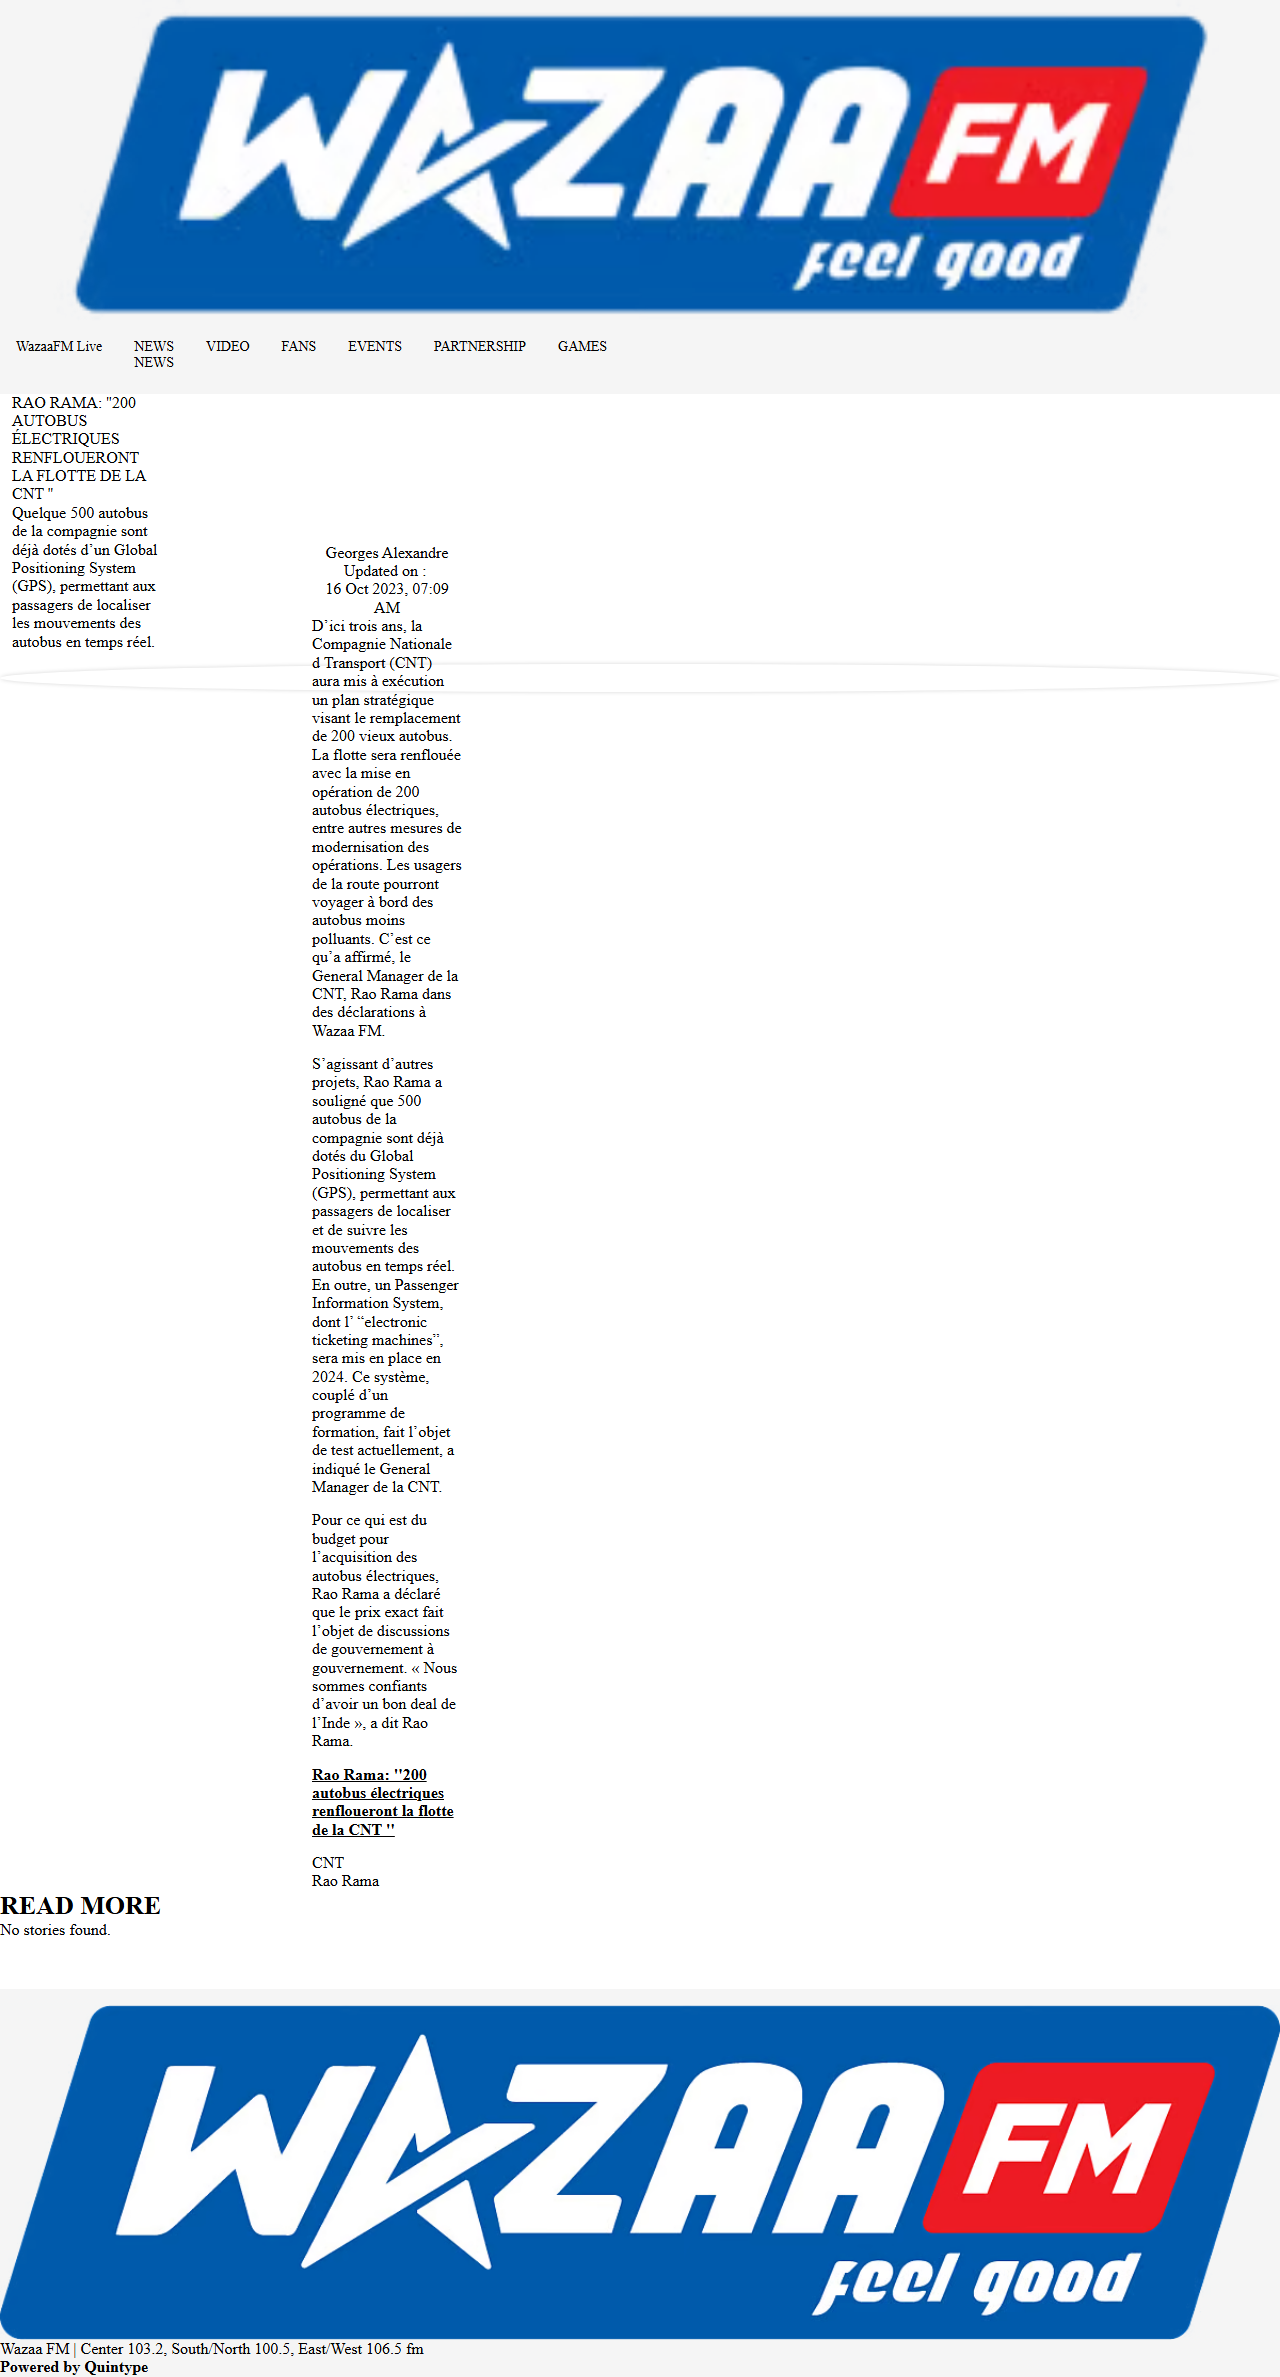 WAZAA FM
Feel good
WazaaFM Live NEWS VIDEO FANS EVENTS PARTNERSHIP GAMES
NEWS
RAO RAMA: "200
AUTOBUS
ÉLECTRIQUES
RENFLOUERONT
LA FLOTTE DE LA
CNT "
Quelque 500 autobus
de la compagnie sont
déjà dotés d’un Global
Positioning System
(GPS), permettant aux
passagers de localiser
les mouvements des
autobus en temps réel.
Georges Alexandre
Updated on :
16 Oct 2023, 07:09
AM
D’ici trois ans, la
Compagnie Nationale
d Transport (CNT)
aura mis à exécution
un plan stratégique
visant le remplacement
de 200 vieux autobus.
La flotte sera renflouée
avec la mise en
opération de 200
autobus électriques,
entre autres mesures de
modernisation des
opérations. Les usagers
de la route pourront
voyager à bord des
autobus moins
polluants. C’est ce
qu’a affirmé, le
General Manager de la
CNT, Rao Rama dans
des déclarations à
Wazaa FM.
S’agissant d’autres
projets, Rao Rama a
souligné que 500
autobus de la
compagnie sont déjà
dotés du Global
Positioning System
(GPS), permettant aux
passagers de localiser
et de suivre les
mouvements des
autobus en temps réel.
En outre, un Passenger
Information System,
dont l’ “electronic
ticketing machines”,
sera mis en place en
2024. Ce système,
couplé d’un
programme de
formation, fait l’objet
de test actuellement, a
indiqué le General
Manager de la CNT.
Pour ce qui est du
budget pour
l’acquisition des
autobus électriques,
Rao Rama a déclaré
que le prix exact fait
l’objet de discussions
de gouvernement à
gouvernement. « Nous
sommes confiants
d’avoir un bon deal de
l’Inde », a dit Rao
Rama.
Rao Rama: "200
autobus électriques
renfloueront la flotte
de la CNT "
CNT
Rao Rama
READ MORE
No stories found.
WAZAA FM
Feel good
Wazaa FM | Center 103.2, South/North 100.5, East/West 106.5 fm
Powered by Quintype